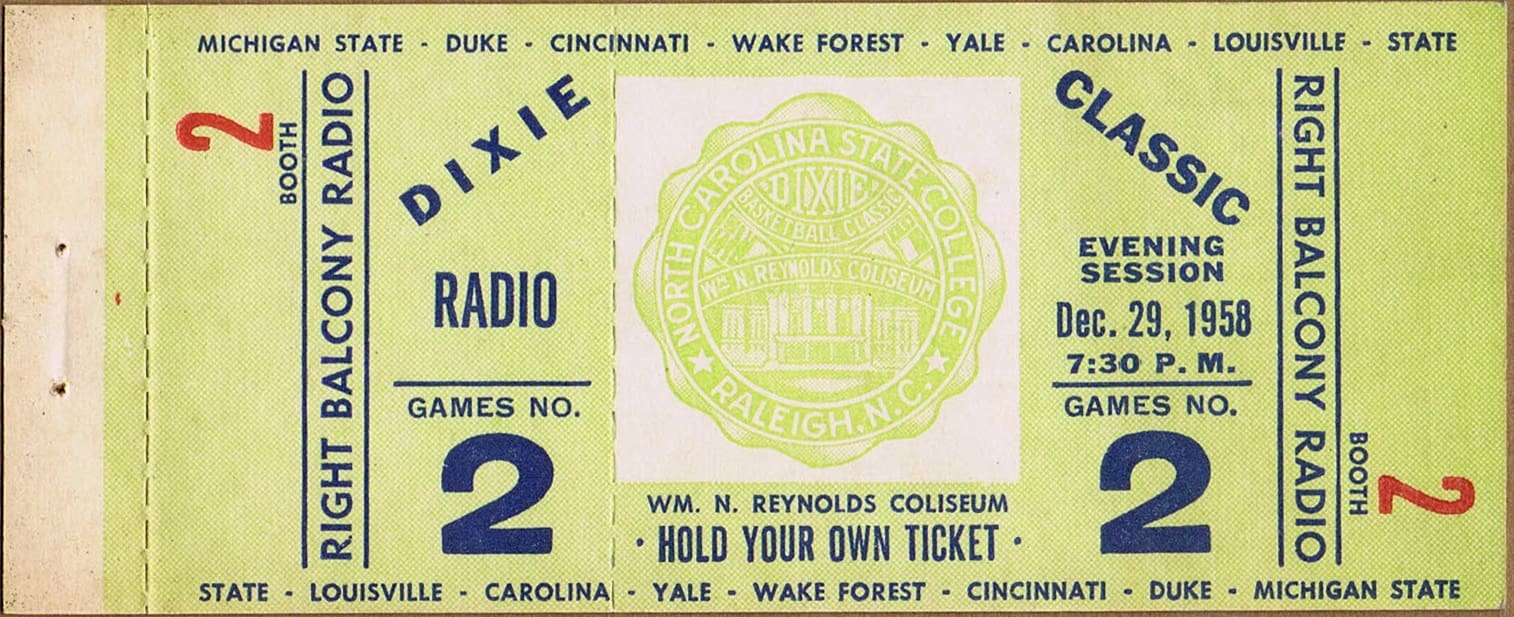 MICHIGAN STATE - DUKE - CINCINNATI - WAKE FOREST - YALE - CAROLINA - LOUISVILLE - STATE
2
BOOTH
RIGHT BALCONY RADIO
DIXIE
RADIO
GAMES NO.
2
NORTH CAROLINA STATE COLLEGE
DIXIE
BASKETBALL CLASSIC
WM N. REYNOLDS COLISEUM
★ RALEIGH, N.C. ★
WM. N. REYNOLDS COLISEUM
· HOLD YOUR OWN TICKET ·
CLASSIC
EVENING
SESSION
Dec. 29, 1958
7:30 P. M.
GAMES NO.
2
RIGHT BALCONY RADIO
BOOTH
2
STATE - LOUISVILLE - CAROLINA - YALE - WAKE FOREST - CINCINNATI - DUKE - MICHIGAN STATE